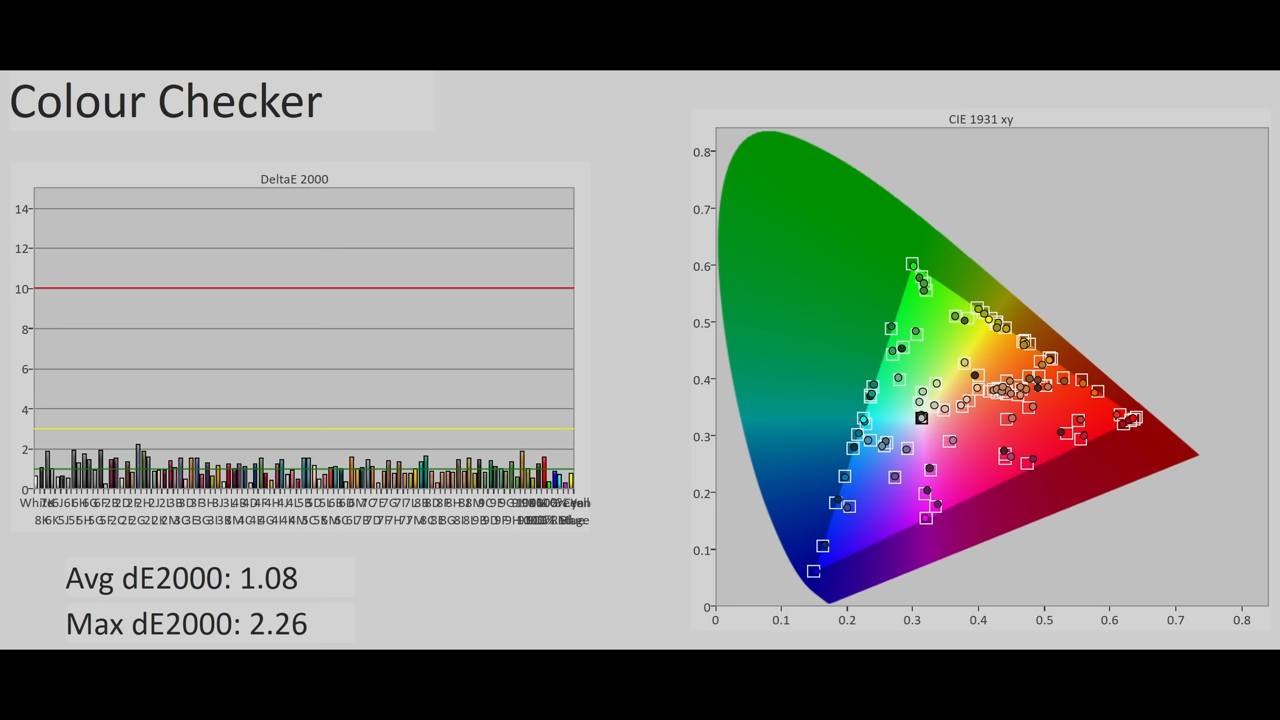 Colour Checker
DeltaE 2000
14
12
10
8
6
4
2
0
Avg dE2000: 1.08
Max dE2000: 2.26
CIE 1931 xy
0.8
0.7
0.6
0.5
0.4
0.3
0.2
0.1
0
0 0.1 0.2 0.3 0.4 0.5 0.6 0.7 0.8